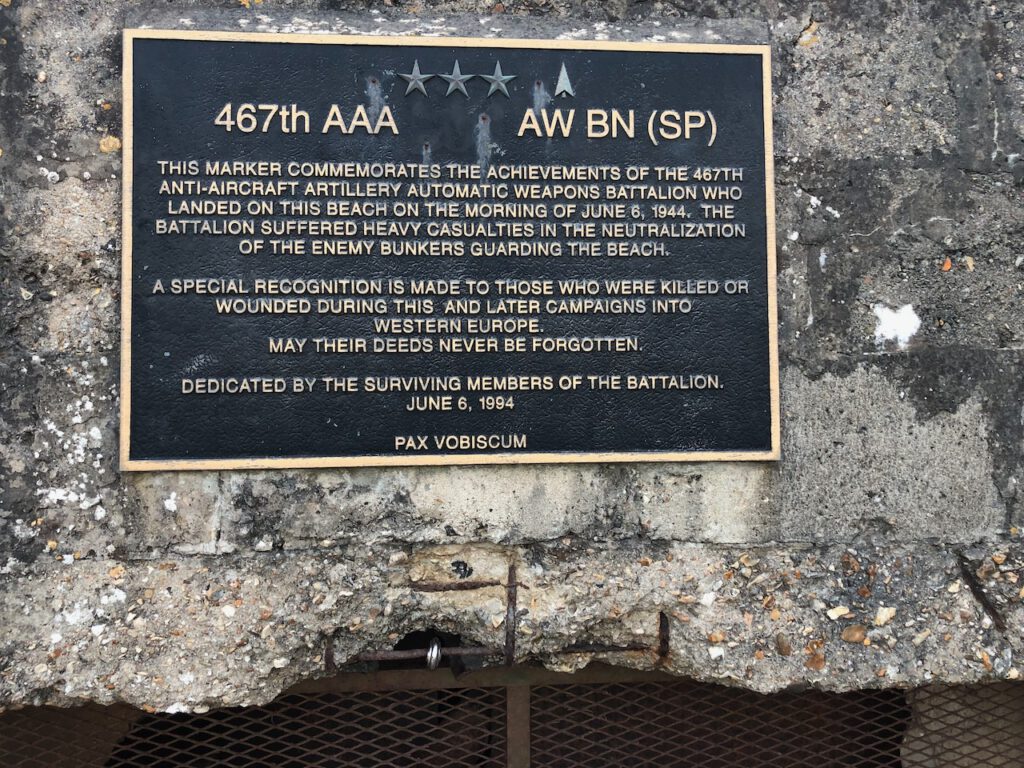 467th AAA AW BN (SP)
THIS MARKER COMMEMORATES THE ACHIEVEMENTS OF THE 467TH
ANTI-AIRCRAFT ARTILLERY AUTOMATIC WEAPONS BATTALION WHO
LANDED ON THIS BEACH ON THE MORNING OF JUNE 6, 1944. THE
BATTALION SUFFERED HEAVY CASUALTIES IN THE NEUTRALIZATION
OF THE ENEMY BUNKERS GUARDING THE BEACH.
A SPECIAL RECOGNITION IS MADE TO THOSE WHO WERE KILLED OR
WOUNDED DURING THIS AND LATER CAMPAIGNS INTO
WESTERN EUROPE.
MAY THEIR DEEDS NEVER BE FORGOTTEN.
DEDICATED BY THE SURVIVING MEMBERS OF THE BATTALION.
JUNE 6, 1994
PAX VOBISCUM